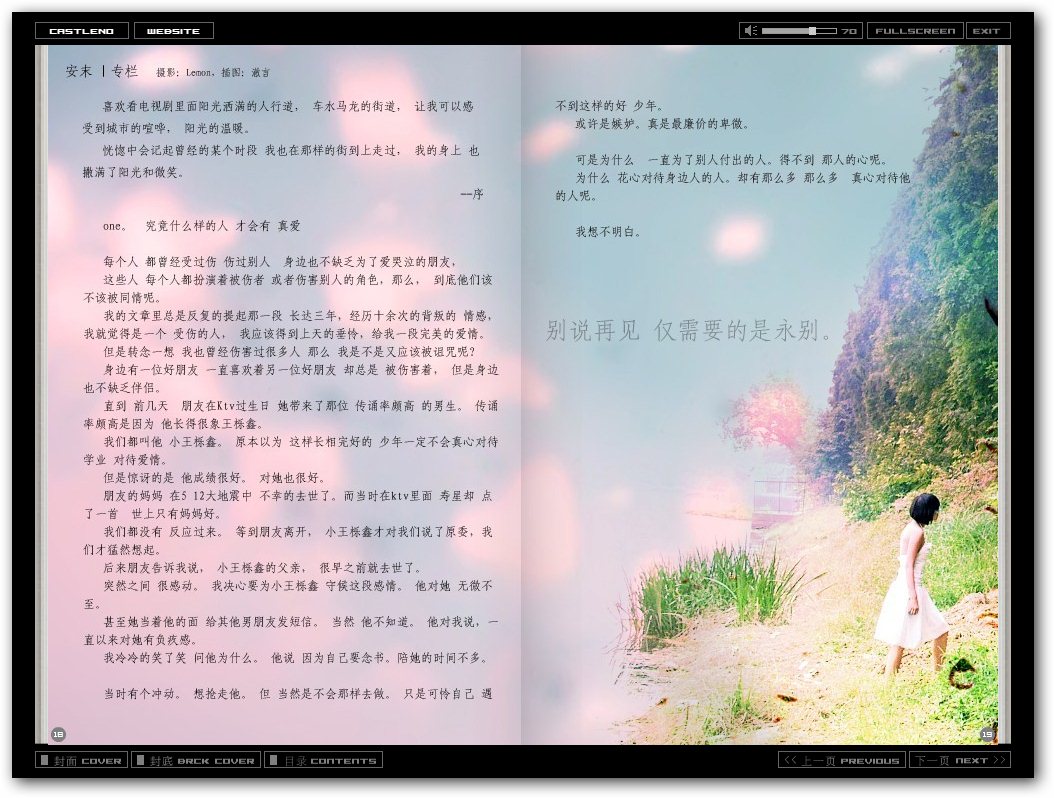 CASTLENO
WEBSITE
70
FULLSCREEN
EXIT
安末 | 专栏 摄影：Lemon、插图：澈言
喜欢看电视剧里面阳光洒满的人行道， 车水马龙的街道， 让我可以感
受到城市的喧哗， 阳光的温暖。
恍惚中会记起曾经的某个时段 我也在那样的街到上走过， 我的身上 也
撒满了阳光和微笑。
--序
one。 究竟什么样的人 才会有 真爱
每个人 都曾经受过伤 伤过别人 身边也不缺乏为了爱哭泣的朋友，
这些人 每个人都扮演着被伤者 或者伤害别人的角色，那么， 到底他们该
不该被同情呢。
我的文章里总是反复的提起那一段 长达三年，经历十余次的背叛的 情感，
我就觉得是一个 受伤的人， 我应该得到上天的垂怜，给我一段完美的爱情。
但是转念一想 我也曾经伤害过很多人 那么 我是不是又应该被诅咒呢？
身边有一位好朋友 一直喜欢着另一位好朋友 却总是 被伤害着， 但是身边
也不缺乏伴侣。
直到 前几天 朋友在Ktv过生日 她带来了那位 传诵率颇高 的男生。 传诵
率颇高是因为 他长得很象王栎鑫。
我们都叫他 小王栎鑫。 原本以为 这样长相完好的 少年一定不会真心对待
学业 对待爱情。
但是惊讶的是 他成绩很好。 对她也很好。
朋友的妈妈 在5 12大地震中 不幸的去世了。而当时在ktv里面 寿星却 点
了一首 世上只有妈妈好。
我们都没有 反应过来。 等到朋友离开， 小王栎鑫才对我们说了原委，我
们才猛然想起。
后来朋友告诉我说， 小王栎鑫的父亲， 很早之前就去世了。
突然之间 很感动。 我决心要为小王栎鑫 守候这段感情。 他对她 无微不
至。
甚至她当着他的面 给其他男朋友发短信。 当然 他不知道。 他对我说，一
直以来对她有负疚感。
我冷冷的笑了笑 问他为什么。 他说 因为自己要念书。陪她的时间不多。
当时有个冲动。 想抢走他。 但 当然是不会那样去做。 只是可怜自己 遇
18
不到这样的好 少年。
或许是嫉妒。真是最廉价的卑微。
可是为什么 一直为了别人付出的人。得不到 那人的心呢。
为什么 花心对待身边人的人。却有那么多 那么多 真心对待他
的人呢。
我想不明白。
别说再见 仅需要的是永别。
19
封面 COVER
封底 BACK COVER
目录 CONTENTS
<< 上一页 PREVIOUS
下一页 NEXT >>